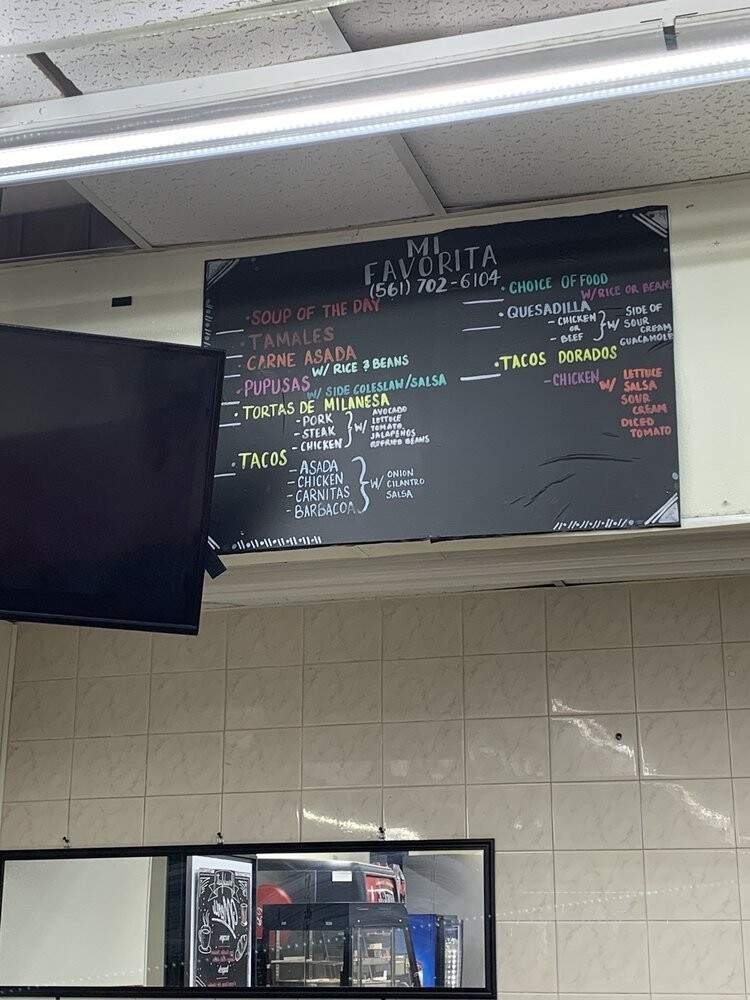 MI
FAVORITA
(561) 702-6104
·SOUP OF THE DAY
·TAMALES
·CARNE ASADA
W/ RICE & BEANS
·PUPUSAS
W/ SIDE COLESLAW/SALSA
·TORTAS DE MILANESA
- PORK
- STEAK
- CHICKEN
W/
AVOCADO
LETTUCE
TOMATO
JALAPEÑOS
REFRIED BEANS
·TACOS
- ASADA
- CHICKEN
- CARNITAS
- BARBACOA
W/
ONION
CILANTRO
SALSA
·CHOICE OF FOOD
W/RICE OR BEANS
·QUESADILLA
- CHICKEN
OR
- BEEF
W/
SIDE OF
SOUR
CREAM
GUACAMOLE
·TACOS DORADOS
- CHICKEN
W/
LETTUCE
SALSA
SOUR
CREAM
DICED
TOMATO